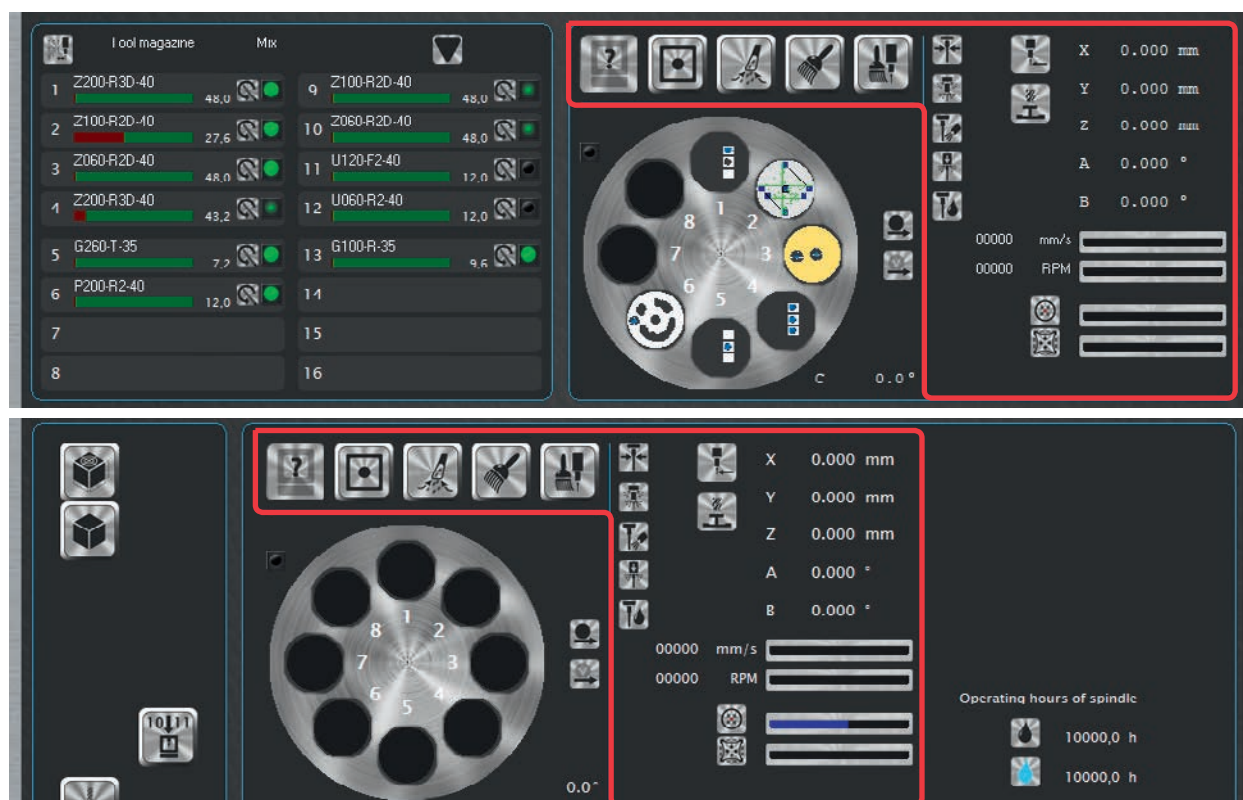 Tool magazine Mix
1 Z200-R3D-40 48,0
2 Z100-R2D-40 27,6
3 Z060-R2D-40 48,0
4 Z200-R3D-40 43,2
5 G260-T-35 7,2
6 P200-R2-40 12,0
7
8
9 Z100-R2D-40 48,0
10 Z060-R2D-40 48,0
11 U120-F2-40 12,0
12 U060-R2-40 12,0
13 G100-R-35 9,6
14
15
16
?
1
2
3
4
5
6
7
8
C 0.0°
X 0.000 mm
Y 0.000 mm
Z 0.000 mm
A 0.000 °
B 0.000 °
00000 mm/s
00000 RPM
10 11
?
1
2
3
4
5
6
7
8
0.0°
X 0.000 mm
Y 0.000 mm
Z 0.000 mm
A 0.000 °
B 0.000 °
00000 mm/s
00000 RPM
Operating hours of spindle
10000,0 h
10000,0 h